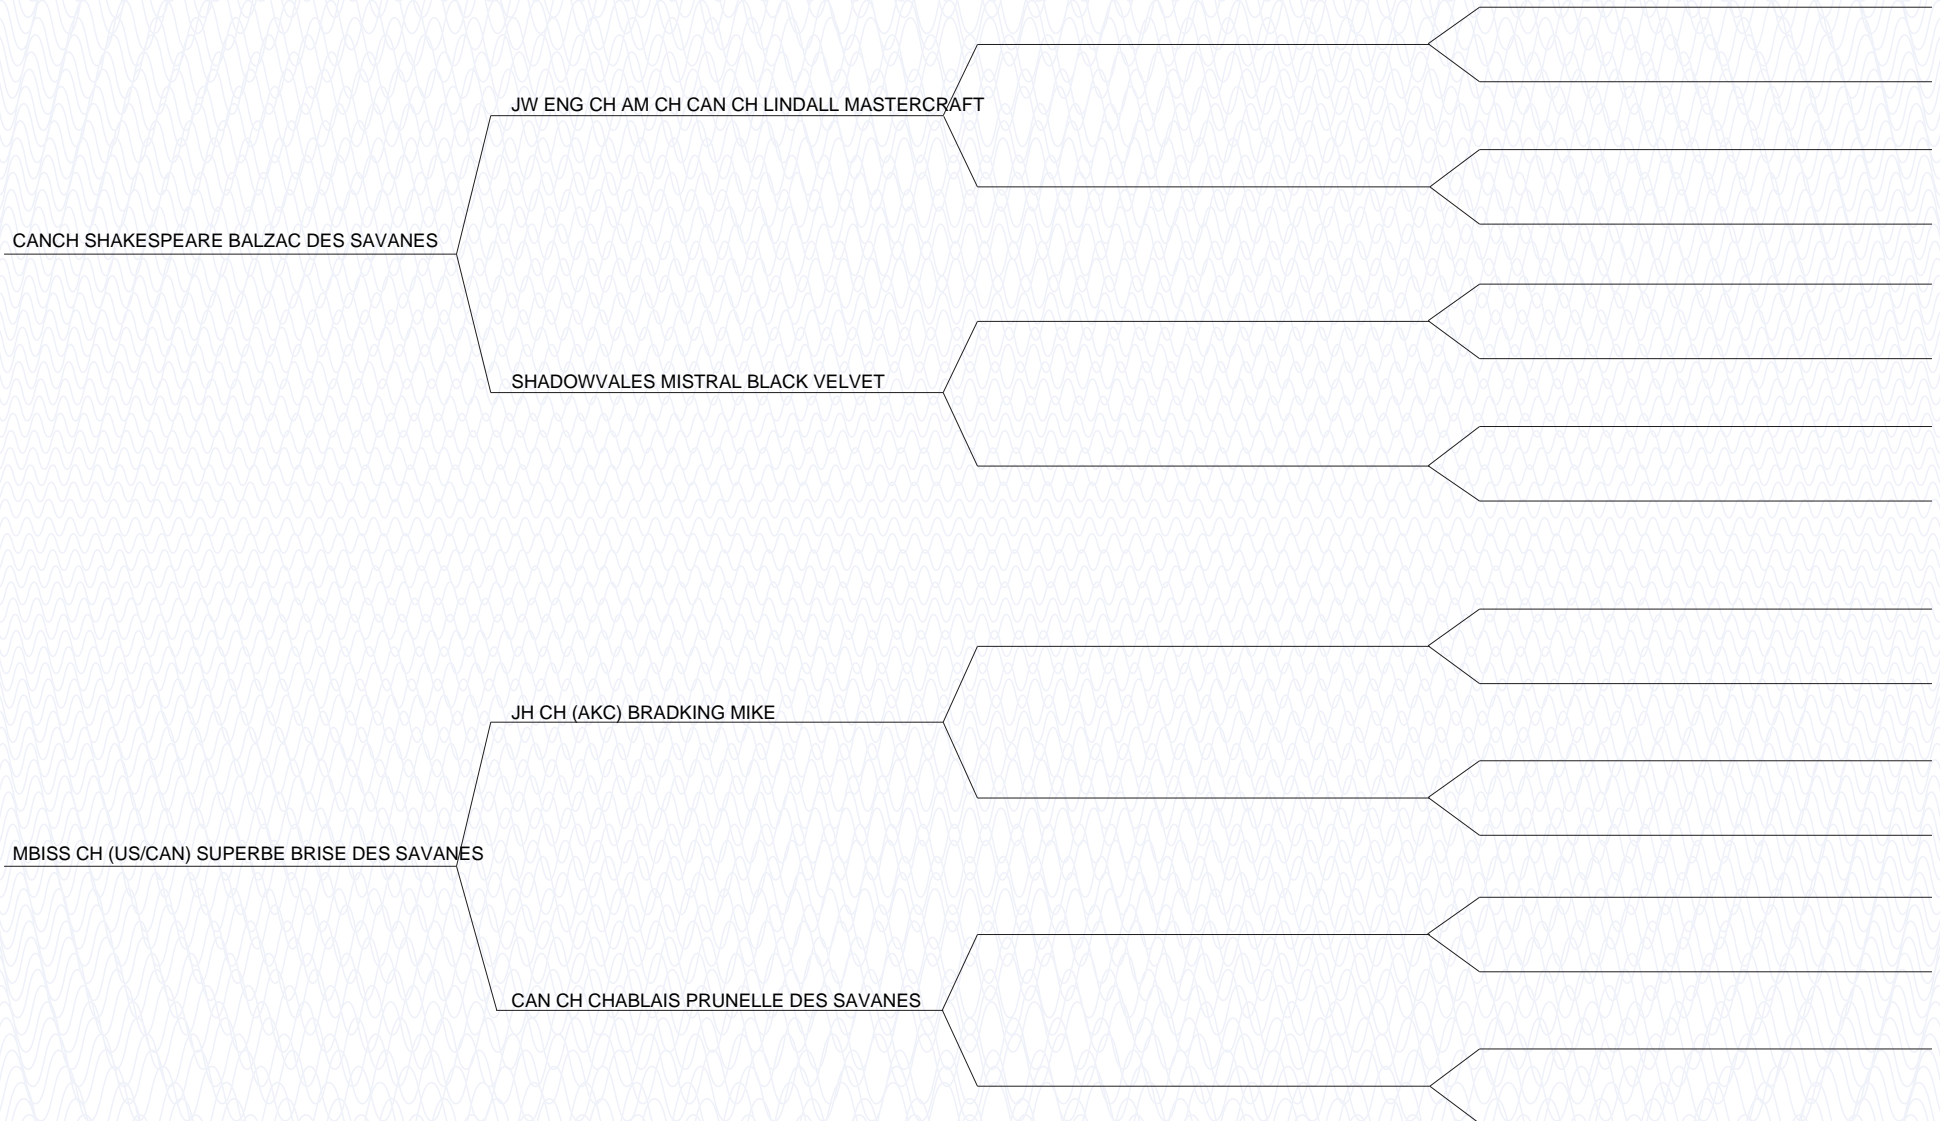 JW ENG CH AM CH CAN CH LINDALL MASTERCRAFT
CANCH SHAKESPEARE BALZAC DES SAVANES
SHADOWVALES MISTRAL BLACK VELVET
JH CH (AKC) BRADKING MIKE
MBISS CH (US/CAN) SUPERBE BRISE DES SAVANES
CAN CH CHABLAIS PRUNELLE DES SAVANES